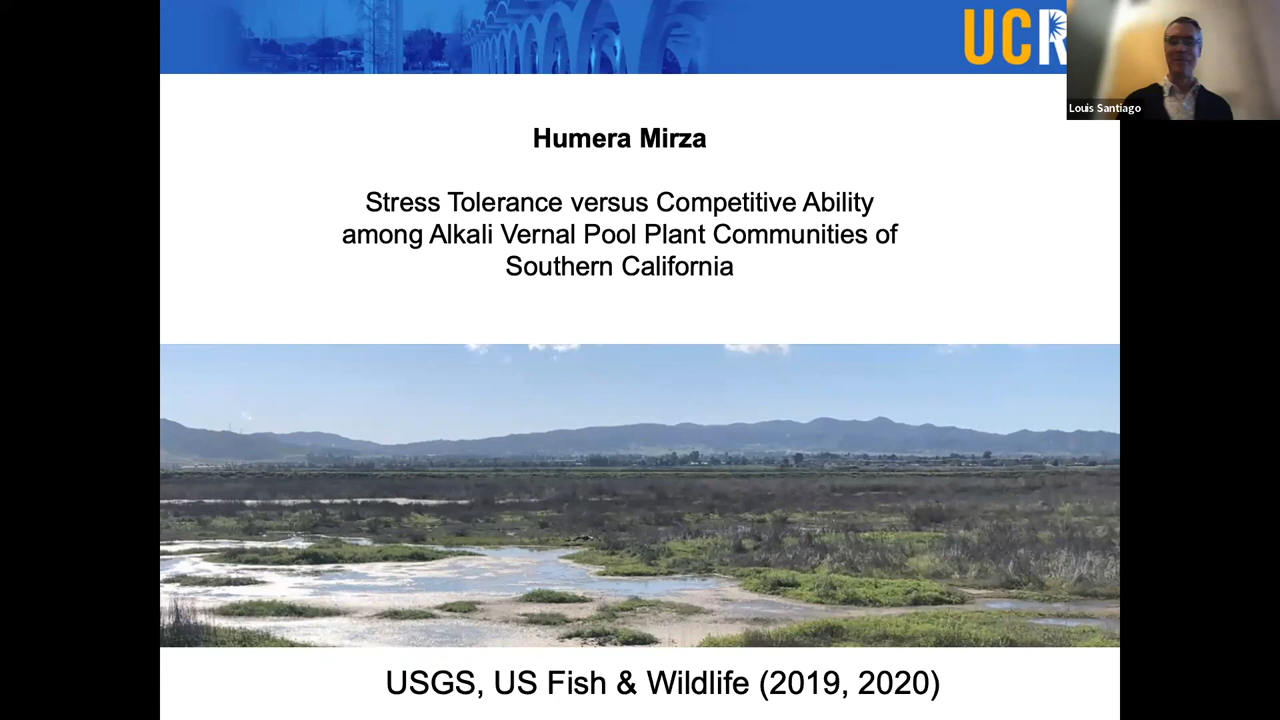 UCR
Louis Santiago
Humera Mirza
Stress Tolerance versus Competitive Ability
among Alkali Vernal Pool Plant Communities of
Southern California
USGS, US Fish & Wildlife (2019, 2020)